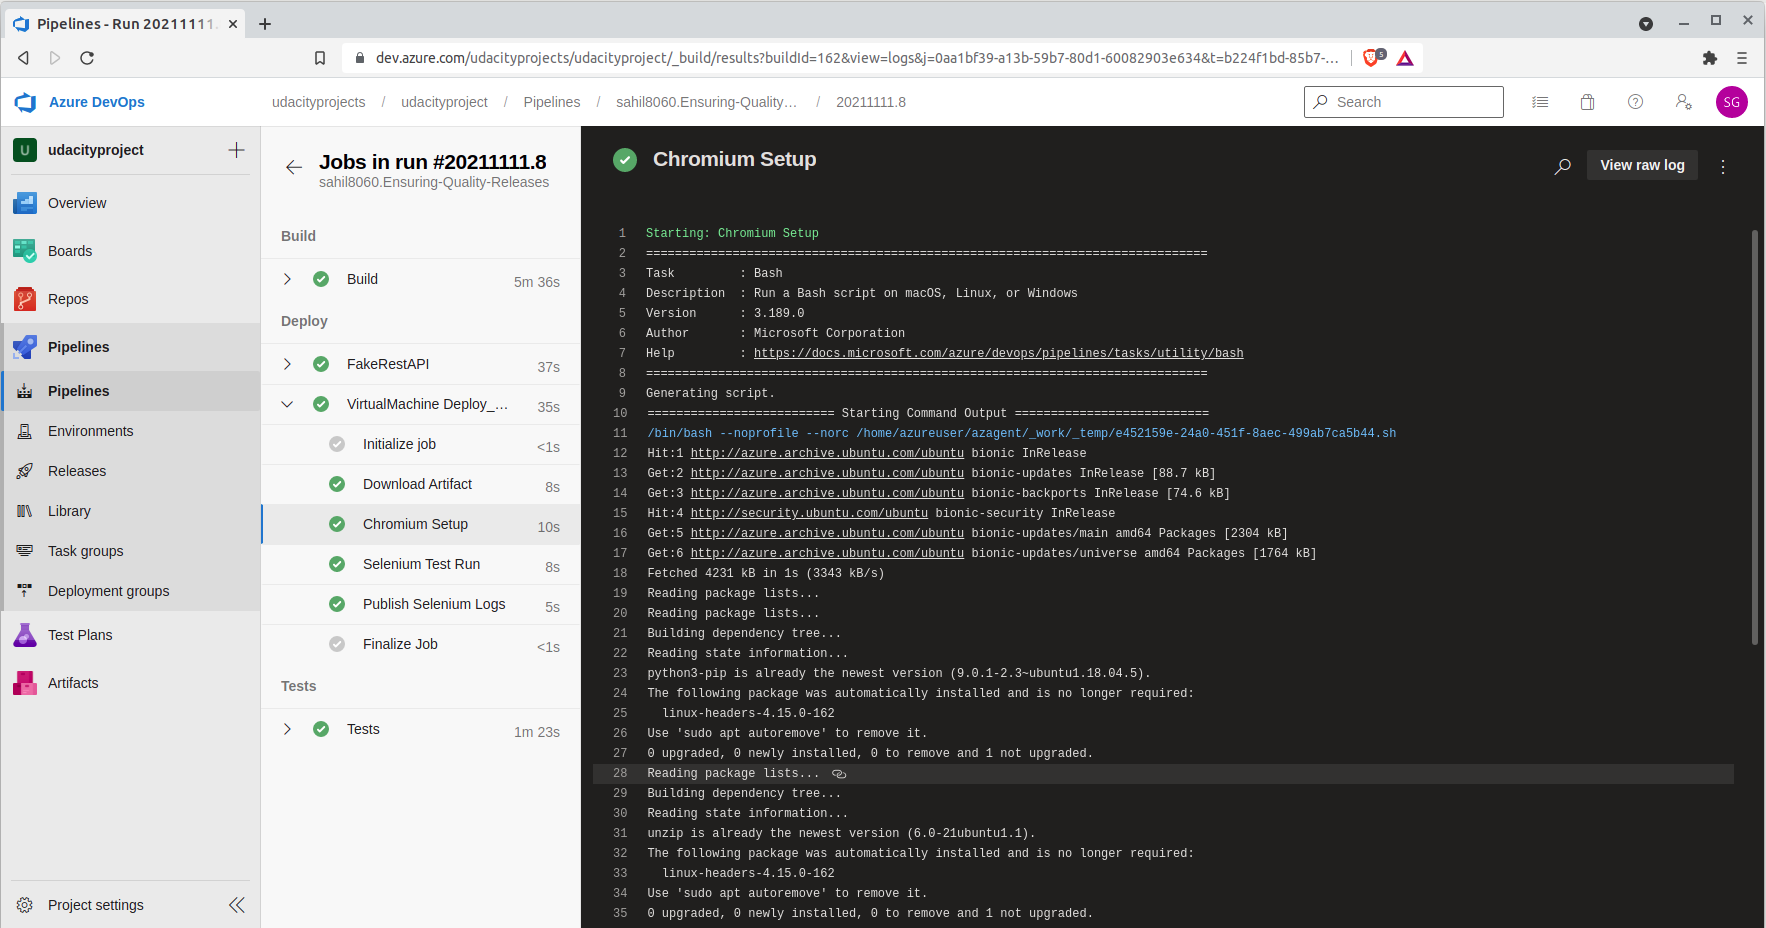 Pipelines - Run 20211111.
dev.azure.com/udacityprojects/udacityproject/_build/results?buildId=162&view=logs&j=0aa1bf39-a13b-59b7-80d1-60082903e634&t=b224f1bd-85b7-...
5
Azure DevOps
udacityprojects / udacityproject / Pipelines / sahil8060.Ensuring-Quality... / 20211111.8
Search
SG
U udacityproject
Overview
Boards
Repos
Pipelines
Pipelines
Environments
Releases
Library
Task groups
Deployment groups
Test Plans
Artifacts
Project settings
Jobs in run #20211111.8
sahil8060.Ensuring-Quality-Releases
Build
Build 5m 36s
Deploy
FakeRestAPI 37s
VirtualMachine Deploy_... 35s
Initialize job <1s
Download Artifact 8s
Chromium Setup 10s
Selenium Test Run 8s
Publish Selenium Logs 5s
Finalize Job <1s
Tests
Tests 1m 23s
Chromium Setup
View raw log
1 Starting: Chromium Setup
2 ==============================================================================
3 Task : Bash
4 Description : Run a Bash script on macOS, Linux, or Windows
5 Version : 3.189.0
6 Author : Microsoft Corporation
7 Help : https://docs.microsoft.com/azure/devops/pipelines/tasks/utility/bash
8 ==============================================================================
9 Generating script.
10 ========================== Starting Command Output ===========================
11 /bin/bash --noprofile --norc /home/azureuser/azagent/_work/_temp/e452159e-24a0-451f-8aec-499ab7ca5b44.sh
12 Hit:1 http://azure.archive.ubuntu.com/ubuntu bionic InRelease
13 Get:2 http://azure.archive.ubuntu.com/ubuntu bionic-updates InRelease [88.7 kB]
14 Get:3 http://azure.archive.ubuntu.com/ubuntu bionic-backports InRelease [74.6 kB]
15 Hit:4 http://security.ubuntu.com/ubuntu bionic-security InRelease
16 Get:5 http://azure.archive.ubuntu.com/ubuntu bionic-updates/main amd64 Packages [2304 kB]
17 Get:6 http://azure.archive.ubuntu.com/ubuntu bionic-updates/universe amd64 Packages [1764 kB]
18 Fetched 4231 kB in 1s (3343 kB/s)
19 Reading package lists...
20 Reading package lists...
21 Building dependency tree...
22 Reading state information...
23 python3-pip is already the newest version (9.0.1-2.3~ubuntu1.18.04.5).
24 The following package was automatically installed and is no longer required:
25 linux-headers-4.15.0-162
26 Use 'sudo apt autoremove' to remove it.
27 0 upgraded, 0 newly installed, 0 to remove and 1 not upgraded.
28 Reading package lists...
29 Building dependency tree...
30 Reading state information...
31 unzip is already the newest version (6.0-21ubuntu1.1).
32 The following package was automatically installed and is no longer required:
33 linux-headers-4.15.0-162
34 Use 'sudo apt autoremove' to remove it.
35 0 upgraded, 0 newly installed, 0 to remove and 1 not upgraded.